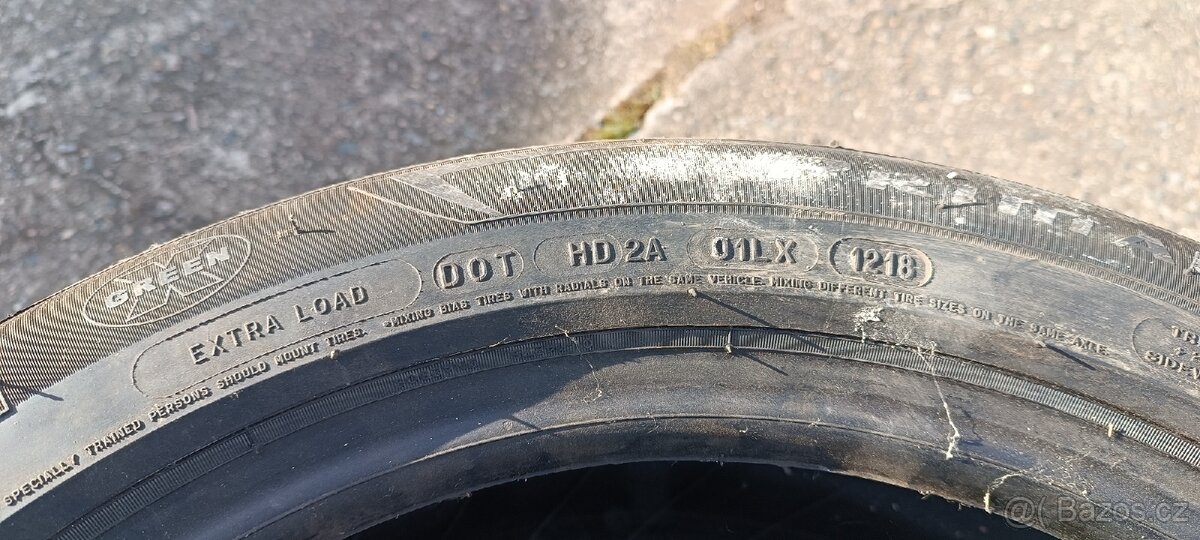 GREEN X
EXTRA LOAD
DOT HD 2A 01LX 1218
SPECIALLY TRAINED PERSONS SHOULD MOUNT TIRES. *MIXING BIAS TIRES WITH RADIALS ON THE SAME VEHICLE. MIXING DIFFERENT TIRE SIZES ON THE SAME AXLE.
@( Bazos.cz